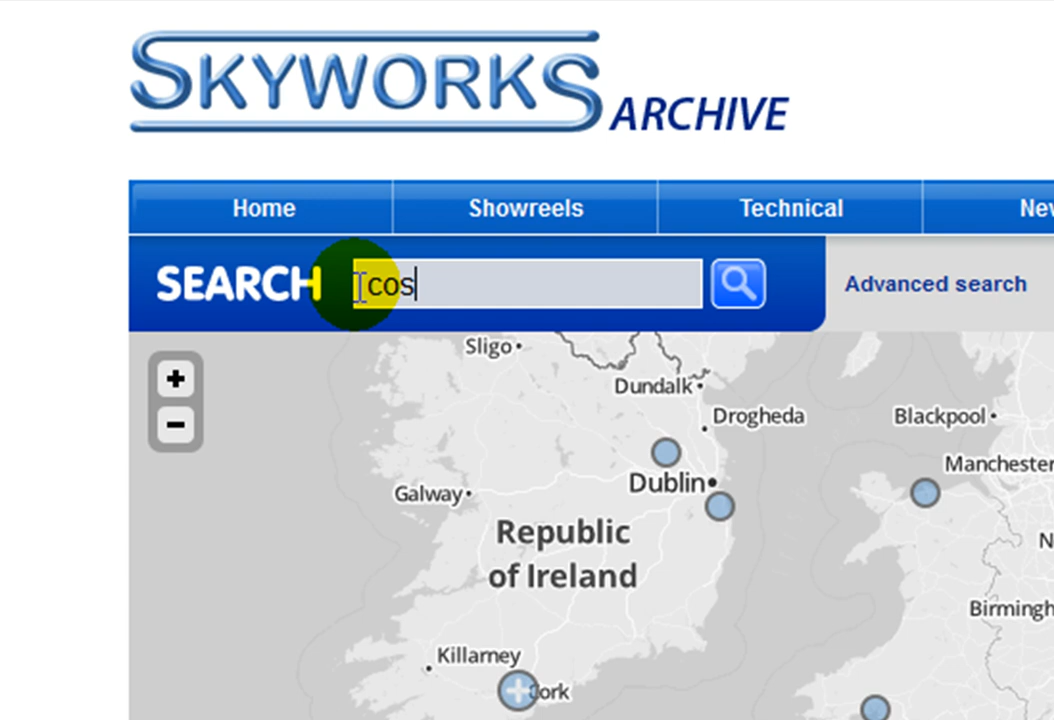 SKYWORKS ARCHIVE
Home Showreels Technical
SEARCH cos Advanced search
+
Sligo
Dundalk
Drogheda
Blackpool
-
Manchester
Dublin
Galway
Republic
of Ireland
Killarney